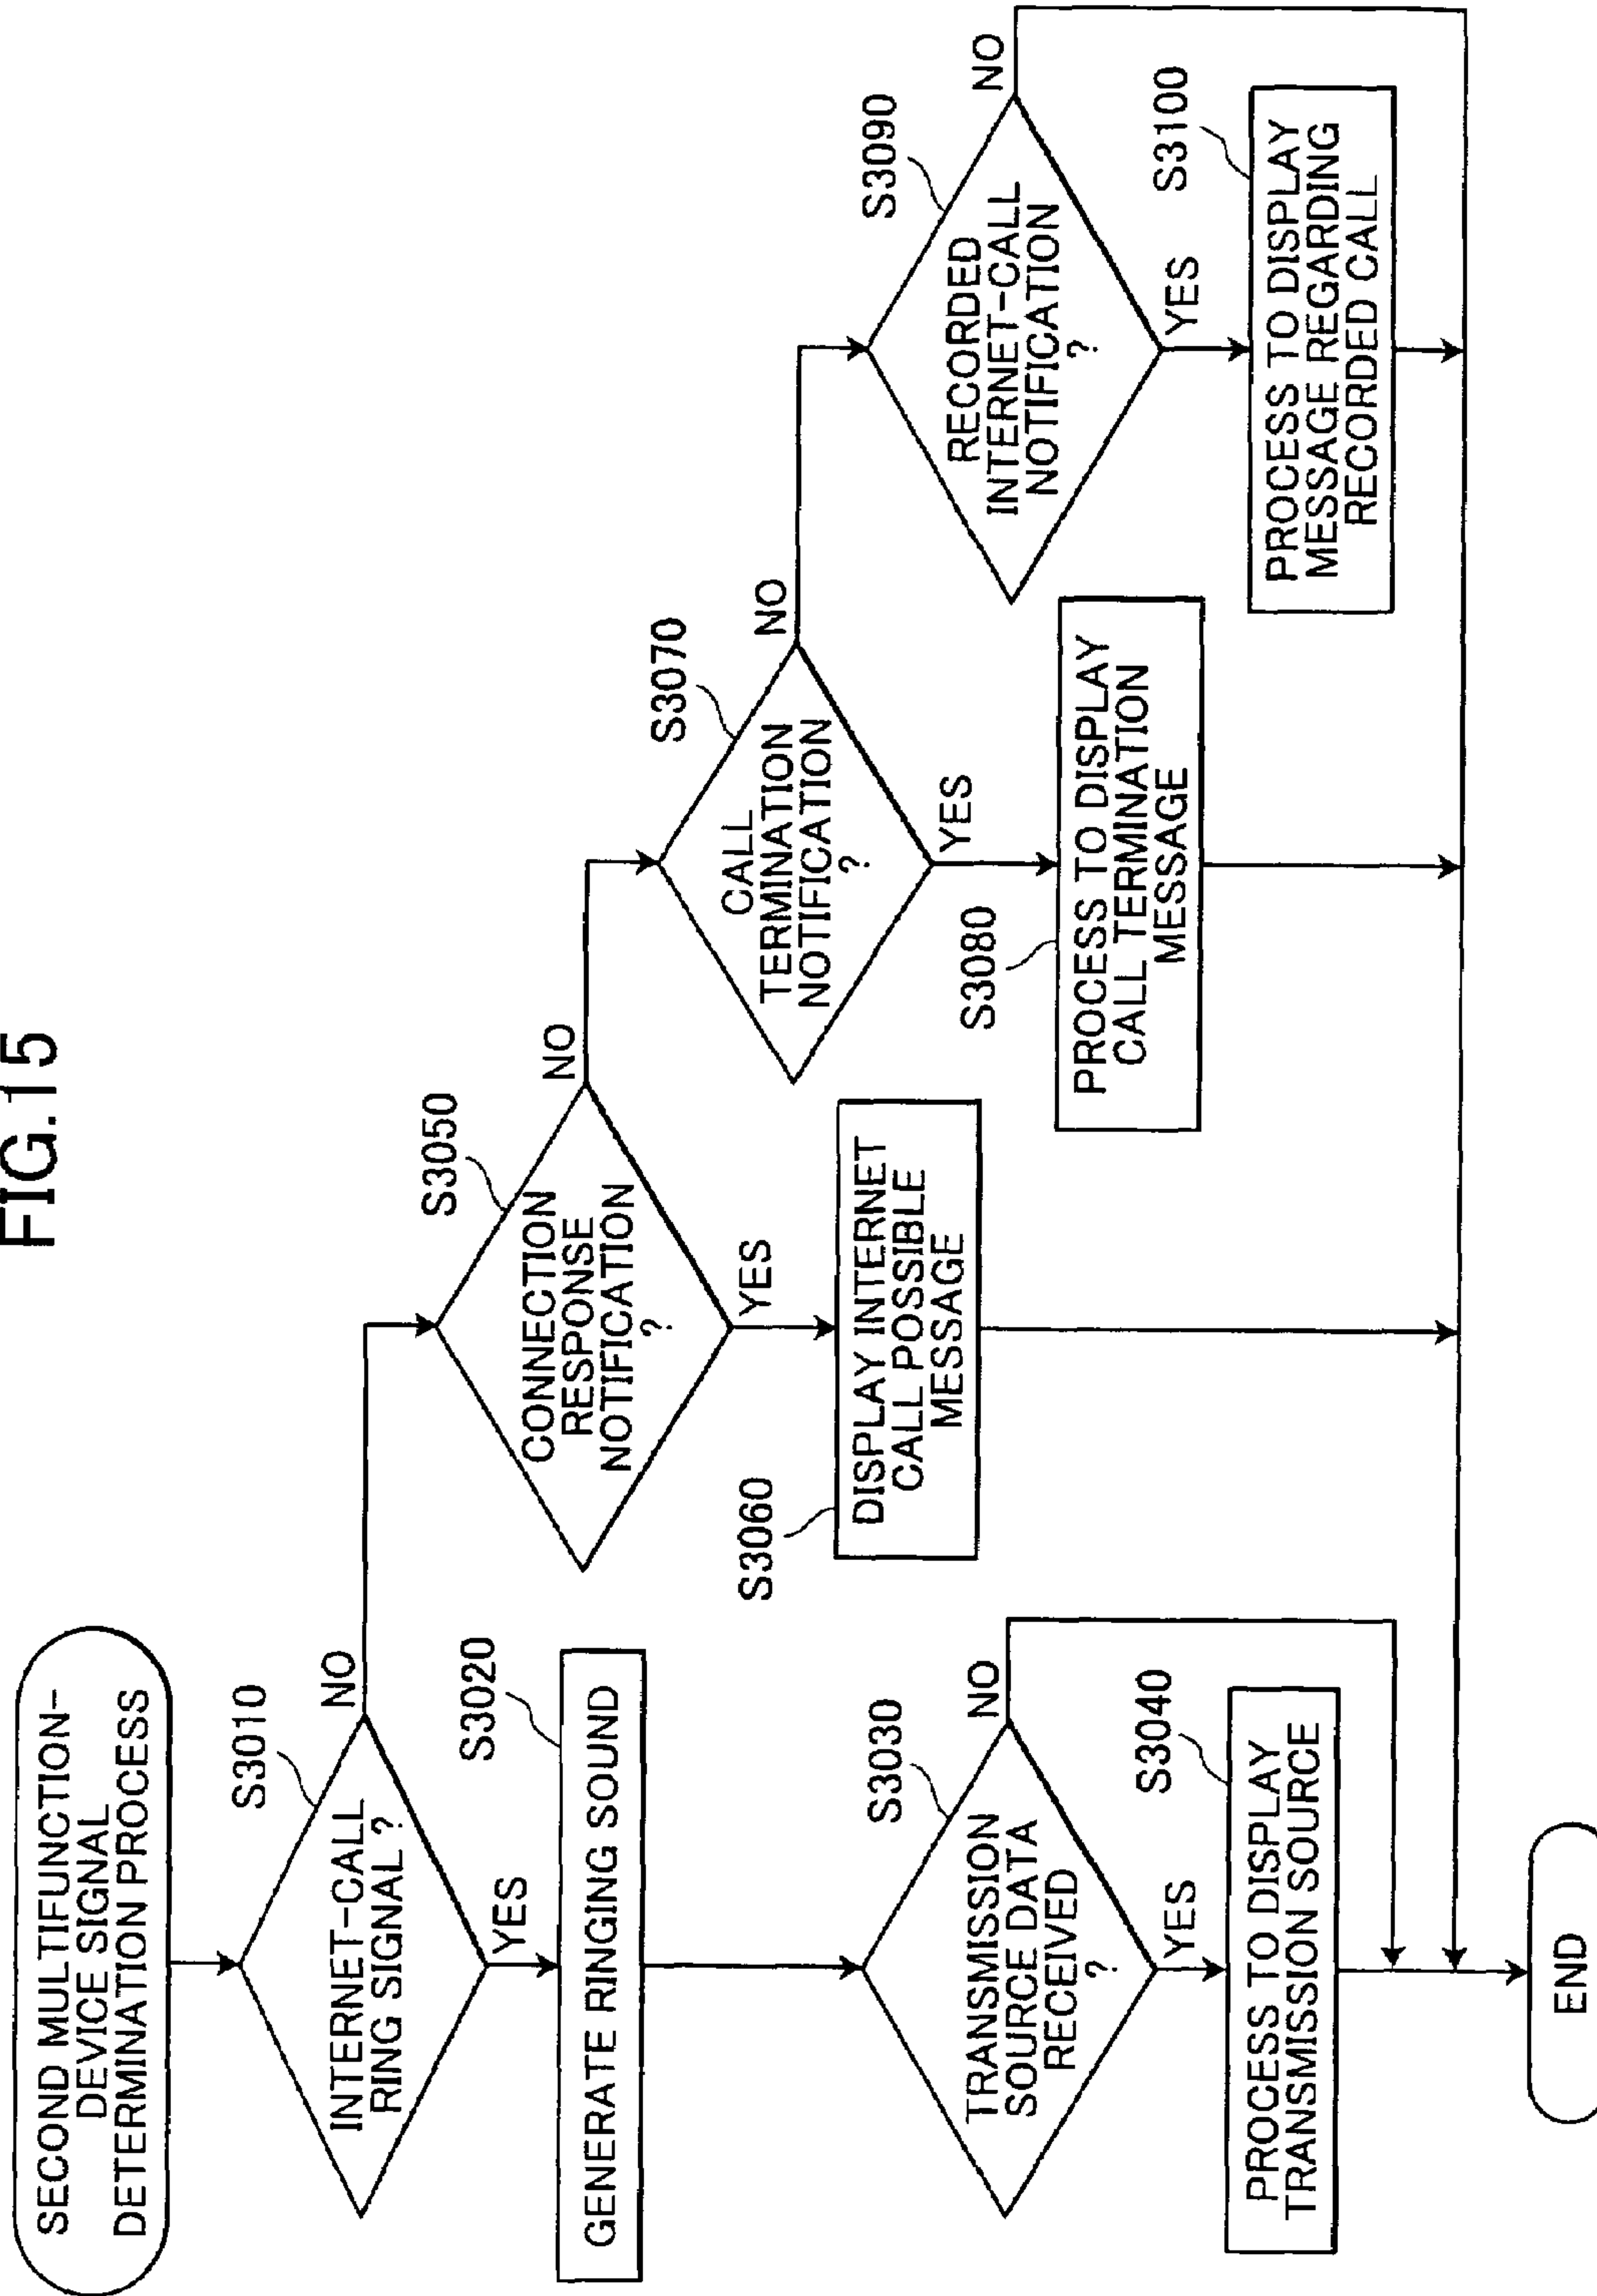 FIG.15
SECOND MULTIFUNCTION-
DEVICE SIGNAL
DETERMINATION PROCESS
S3010
INTERNET-CALL
RING SIGNAL ?
NO
YES
S3020
GENERATE RINGING SOUND
S3030
TRANSMISSION
SOURCE DATA
RECEIVED
?
NO
YES
S3040
PROCESS TO DISPLAY
TRANSMISSION SOURCE
END
S3050
CONNECTION
RESPONSE
NOTIFICATION
?
NO
YES
S3060
DISPLAY INTERNET
CALL POSSIBLE
MESSAGE
S3070
CALL
TERMINATION
NOTIFICATION
?
NO
YES
S3080
PROCESS TO DISPLAY
CALL TERMINATION
MESSAGE
S3090
RECORDED
INTERNET-CALL
NOTIFICATION
?
NO
YES
S3100
PROCESS TO DISPLAY
MESSAGE REGARDING
RECORDED CALL